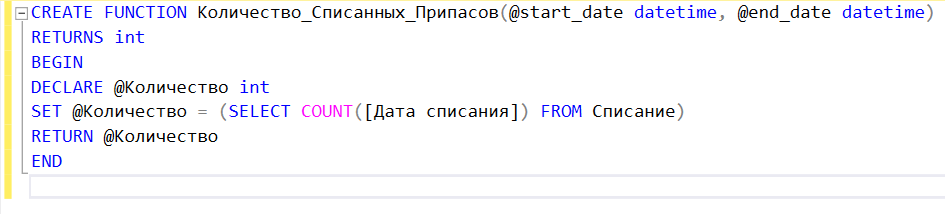 CREATE FUNCTION Количество_Списанных_Припасов(@start_date datetime, @end_date datetime)
RETURNS int
BEGIN
DECLARE @Количество int
SET @Количество = (SELECT COUNT([Дата списания]) FROM Списание)
RETURN @Количество
END